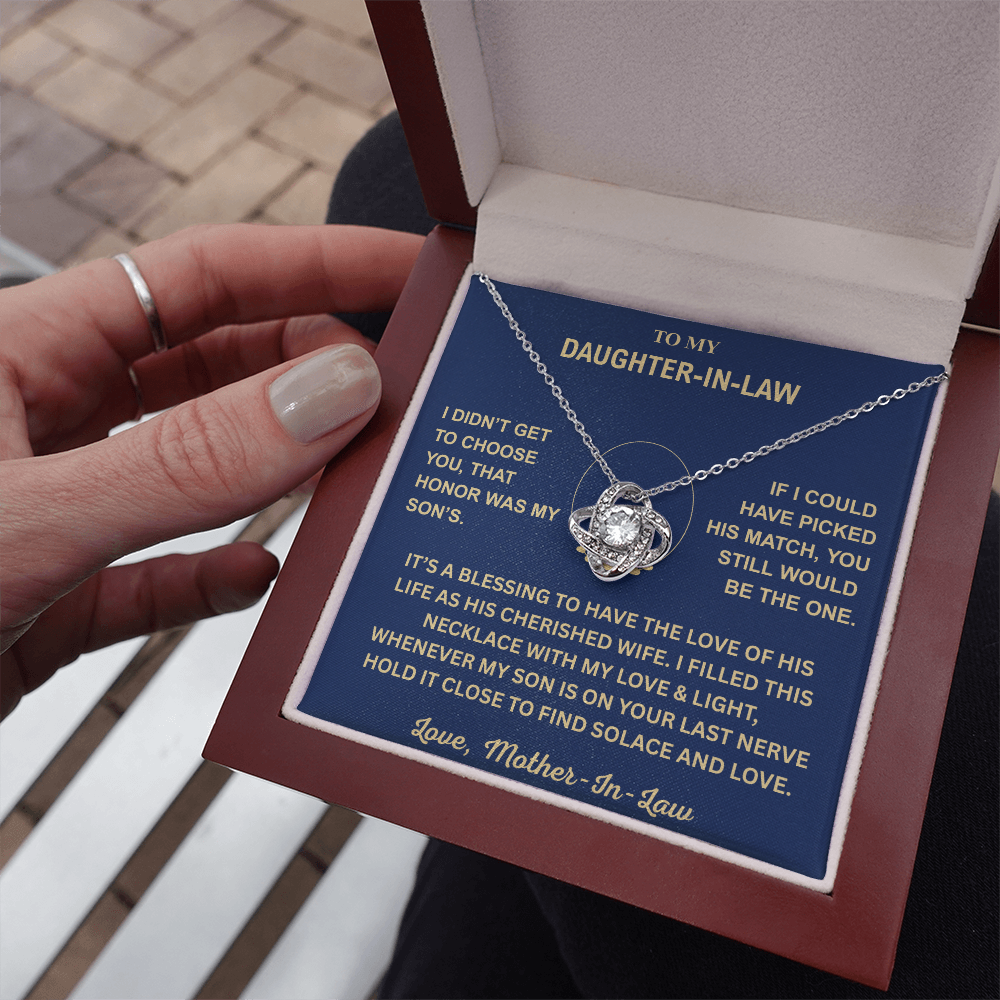 TO MY
DAUGHTER-IN-LAW
I DIDN'T GET
TO CHOOSE
YOU, THAT
HONOR WAS MY
SON'S.
IF I COULD
HAVE PICKED
HIS MATCH, YOU
STILL WOULD
BE THE ONE.
IT'S A BLESSING TO HAVE THE LOVE OF HIS
LIFE AS HIS CHERISHED WIFE. I FILLED THIS
NECKLACE WITH MY LOVE & LIGHT,
WHENEVER MY SON IS ON YOUR LAST NERVE
HOLD IT CLOSE TO FIND SOLACE AND LOVE.
Love, Mother-In-Law